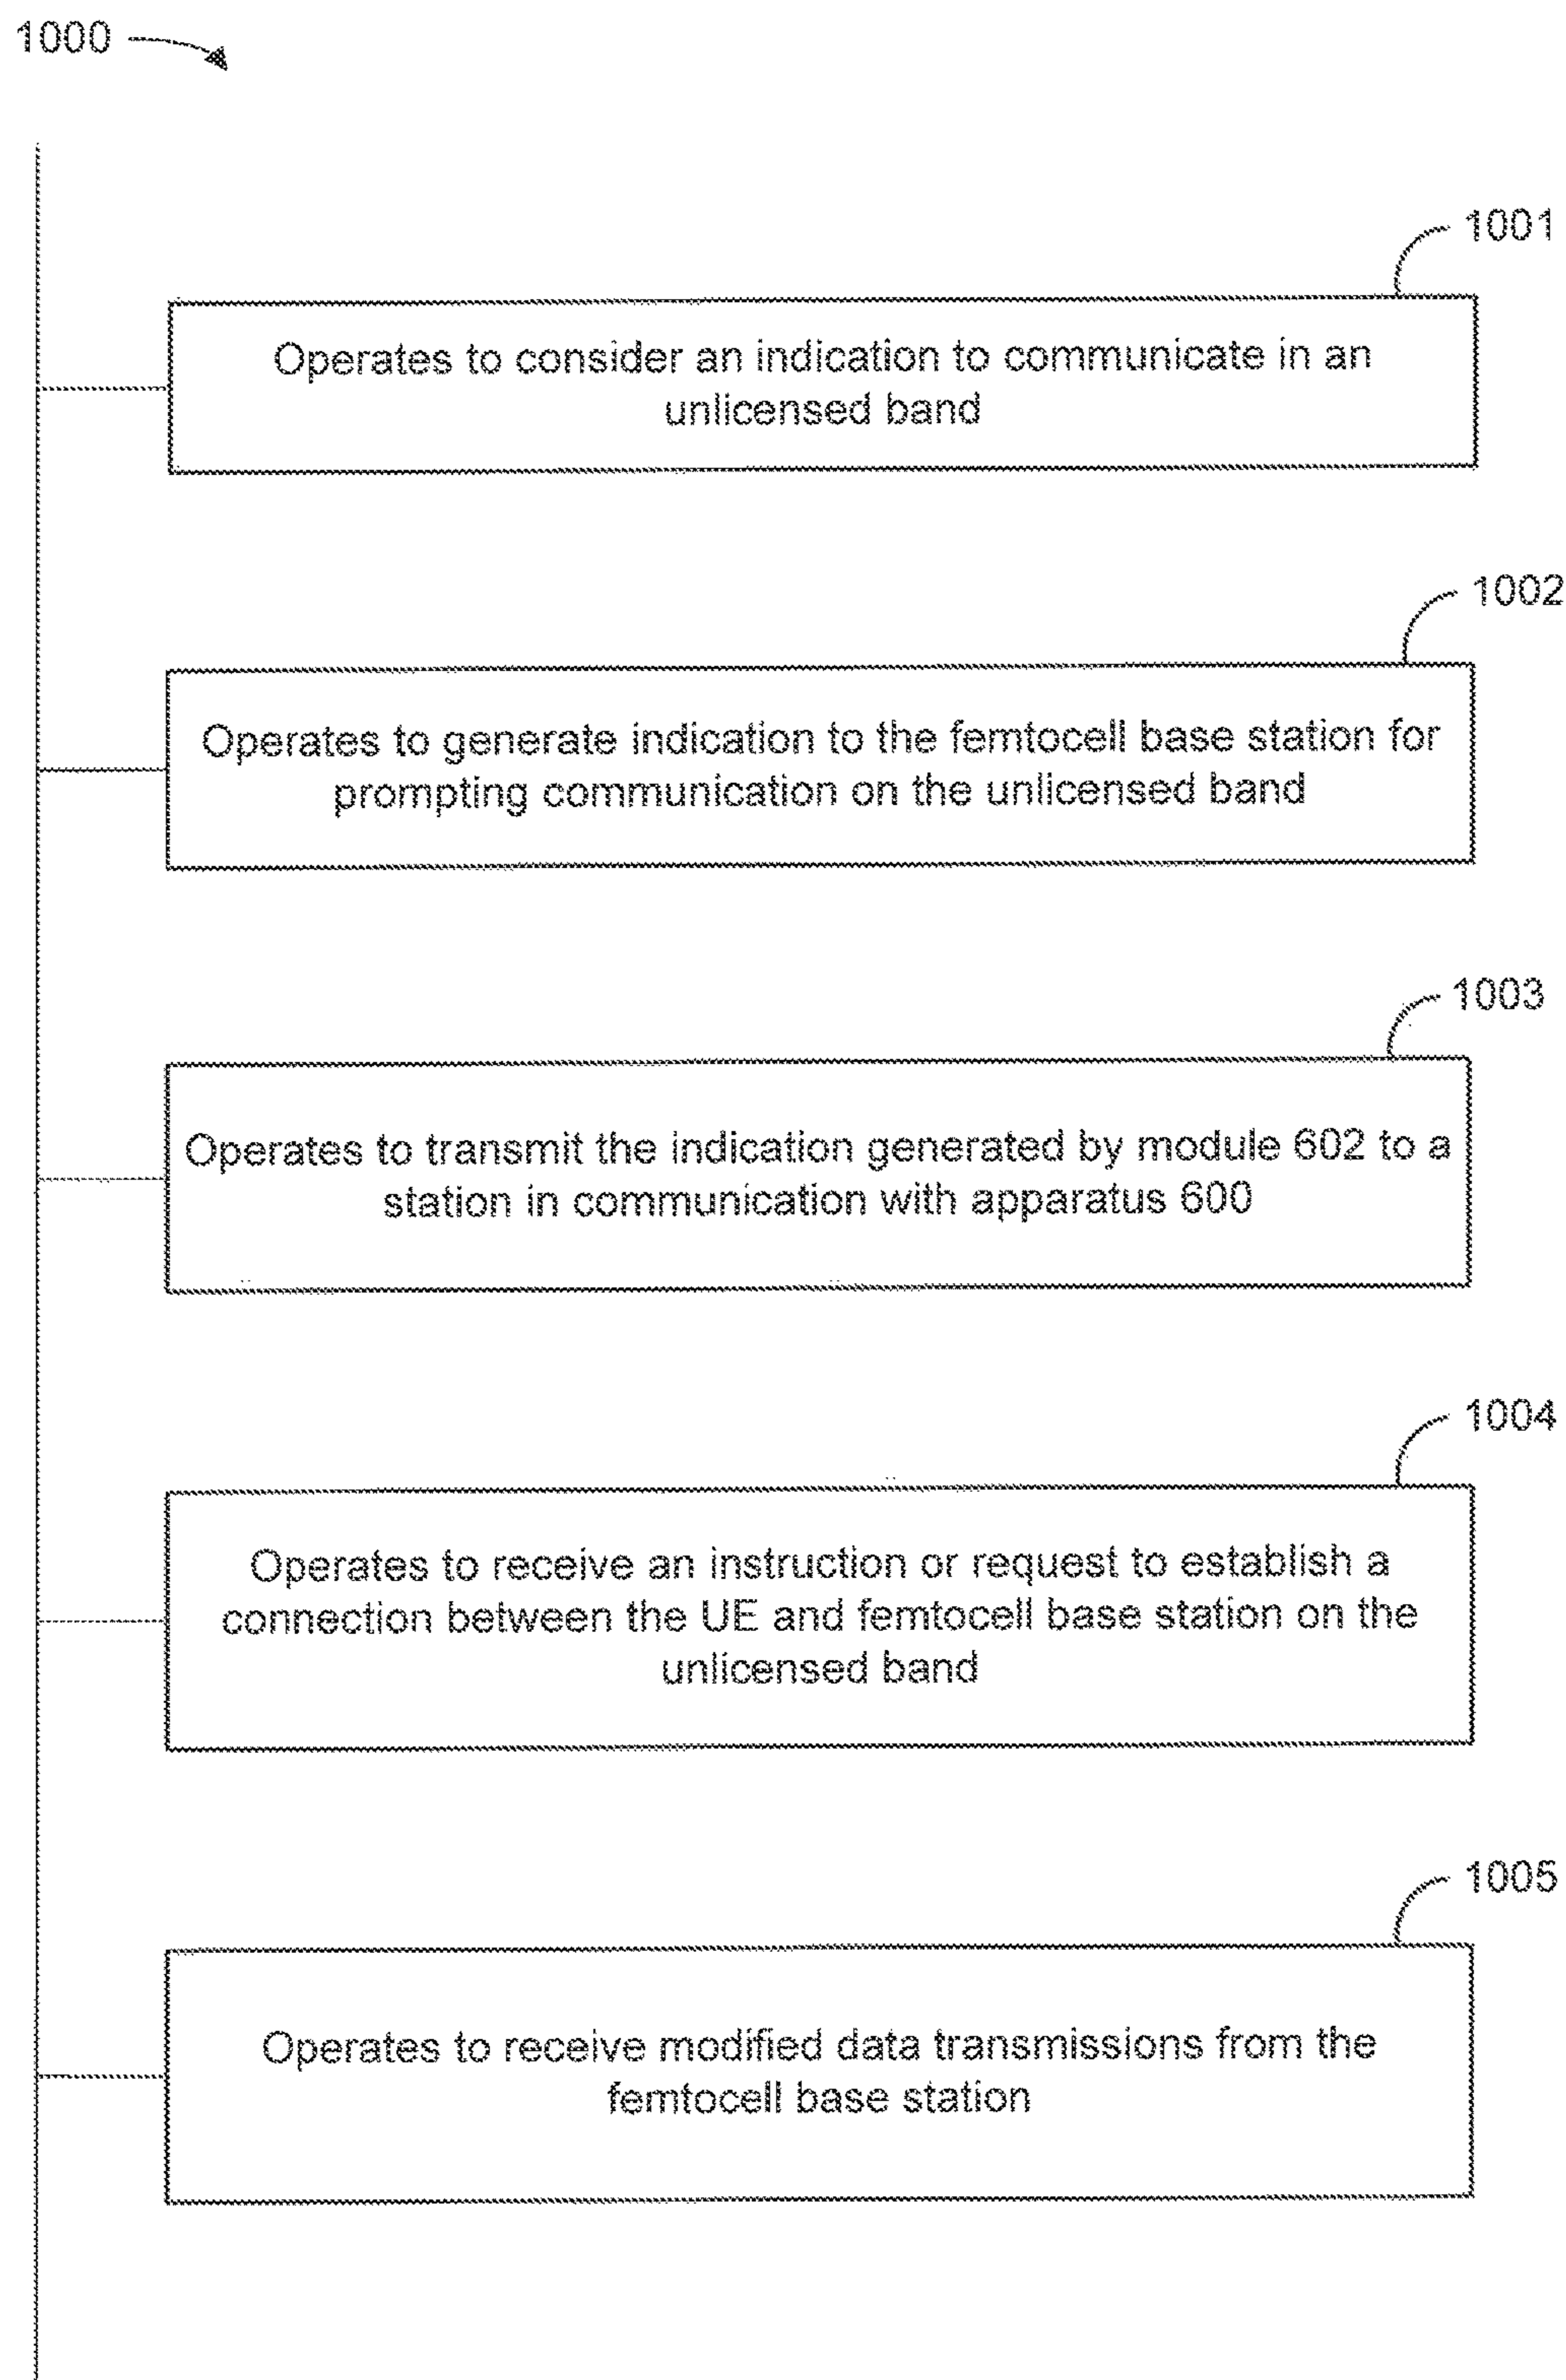 1000
1001
Operates to consider an indication to communicate in an
unlicensed band
1002
Operates to generate indication to the femtocell base station for
prompting communication on the unlicensed band
1003
Operates to transmit the indication generated by module 602 to a
station in communication with apparatus 600
1004
Operates to receive an instruction or request to establish a
connection between the UE and femtocell base station on the
unlicensed band
1005
Operates to receive modified data transmissions from the
femtocell base station